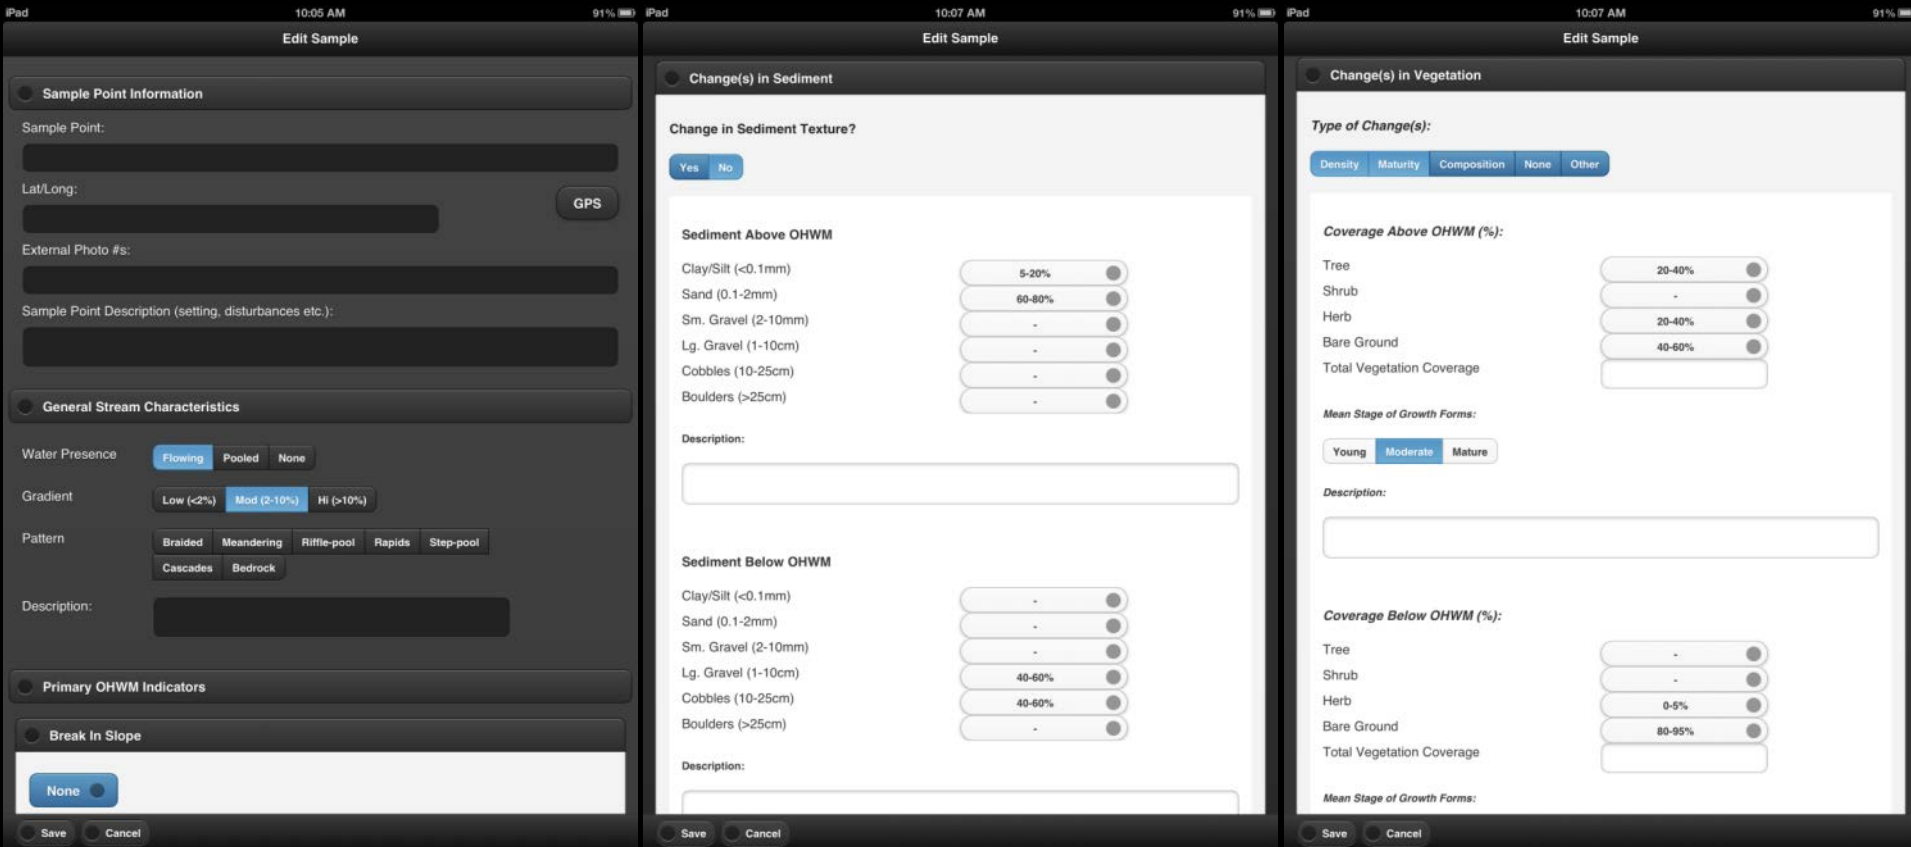 iPad 10:05 AM 91%
Edit Sample
Sample Point Information
Sample Point:
Lat/Long:
GPS
External Photo #s:
Sample Point Description (setting, disturbances etc.):
General Stream Characteristics
Water Presence Flowing Pooled None
Gradient Low (<2%) Mod (2-10%) Hi (>10%)
Pattern Braided Meandering Riffle-pool Rapids Step-pool
Cascades Bedrock
Description:
Primary OHWM Indicators
Break In Slope
None
Save Cancel
iPad 10:07 AM 91%
Edit Sample
Change(s) in Sediment
Change in Sediment Texture?
Yes No
Sediment Above OHWM
Clay/Silt (<0.1mm) 5-20%
Sand (0.1-2mm) 60-80%
Sm. Gravel (2-10mm) -
Lg. Gravel (1-10cm) -
Cobbles (10-25cm) -
Boulders (>25cm) -
Description:
Sediment Below OHWM
Clay/Silt (<0.1mm) -
Sand (0.1-2mm) -
Sm. Gravel (2-10mm) -
Lg. Gravel (1-10cm) 40-60%
Cobbles (10-25cm) 40-60%
Boulders (>25cm) -
Description:
Save Cancel
iPad 10:07 AM 91%
Edit Sample
Change(s) in Vegetation
Type of Change(s):
Density Maturity Composition None Other
Coverage Above OHWM (%):
Tree 20-40%
Shrub -
Herb 20-40%
Bare Ground 40-60%
Total Vegetation Coverage
Mean Stage of Growth Forms:
Young Moderate Mature
Description:
Coverage Below OHWM (%):
Tree -
Shrub -
Herb 0-5%
Bare Ground 80-95%
Total Vegetation Coverage
Mean Stage of Growth Forms:
Save Cancel